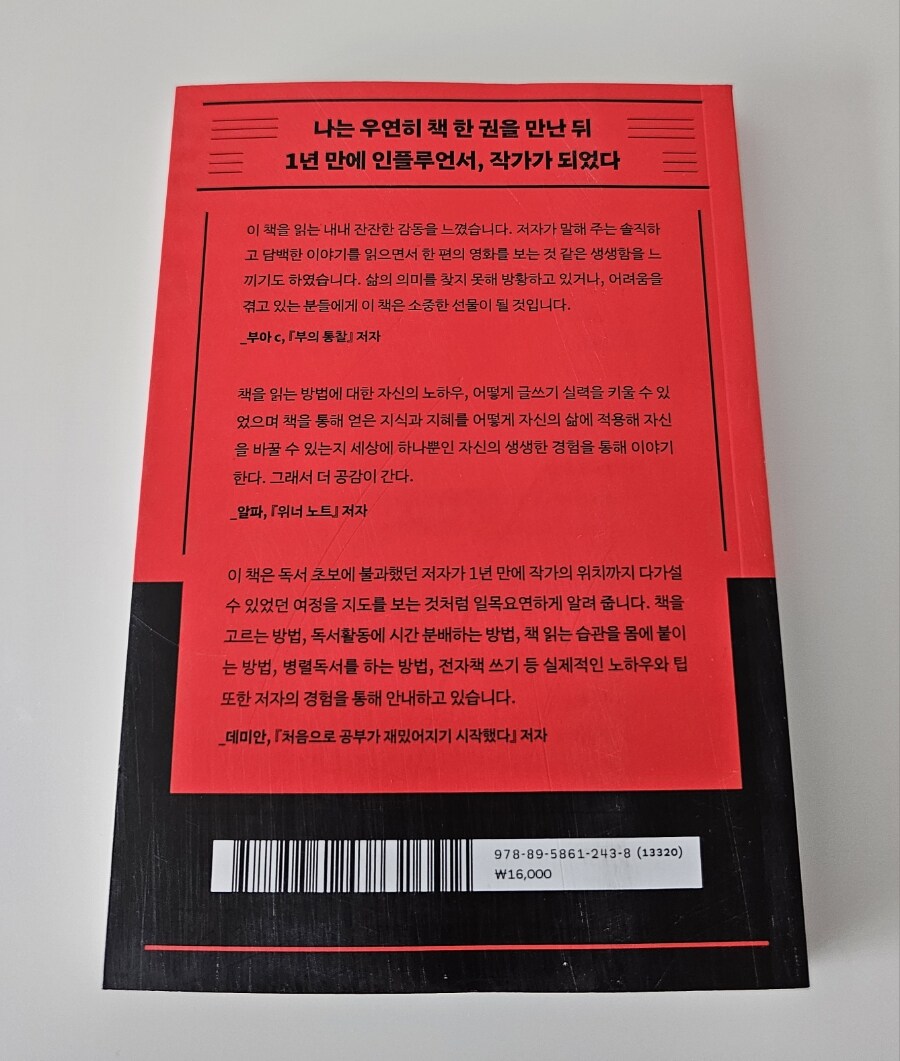 나는 우연히 책 한 권을 만난 뒤
1년 만에 인플루언서, 작가가 되었다
이 책을 읽는 내내 잔잔한 감동을 느꼈습니다. 저자가 말해 주는 솔직하
고 담백한 이야기를 읽으면서 한 편의 영화를 보는 것 같은 생생함을 느
끼기도 하였습니다. 삶의 의미를 찾지 못해 방황하고 있거나, 어려움을
겪고 있는 분들에게 이 책은 소중한 선물이 될 것입니다.
_부아 c, 『부의 통찰』 저자
책을 읽는 방법에 대한 자신의 노하우, 어떻게 글쓰기 실력을 키울 수 있
었으며 책을 통해 얻은 지식과 지혜를 어떻게 자신의 삶에 적용해 자신
을 바꿀 수 있는지 세상에 하나뿐인 자신의 생생한 경험을 통해 이야기
한다. 그래서 더 공감이 간다.
_알파, 『위너 노트』 저자
이 책은 독서 초보에 불과했던 저자가 1년 만에 작가의 위치까지 다가설
수 있었던 여정을 지도를 보는 것처럼 일목요연하게 알려 줍니다. 책을
고르는 방법, 독서활동에 시간 분배하는 방법, 책 읽는 습관을 몸에 붙이
는 방법, 병렬독서를 하는 방법, 전자책 쓰기 등 실제적인 노하우와 팁
또한 저자의 경험을 통해 안내하고 있습니다.
_데미안, 『처음으로 공부가 재밌어지기 시작했다』 저자
978-89-5861-243-8 (13320)
₩16,000